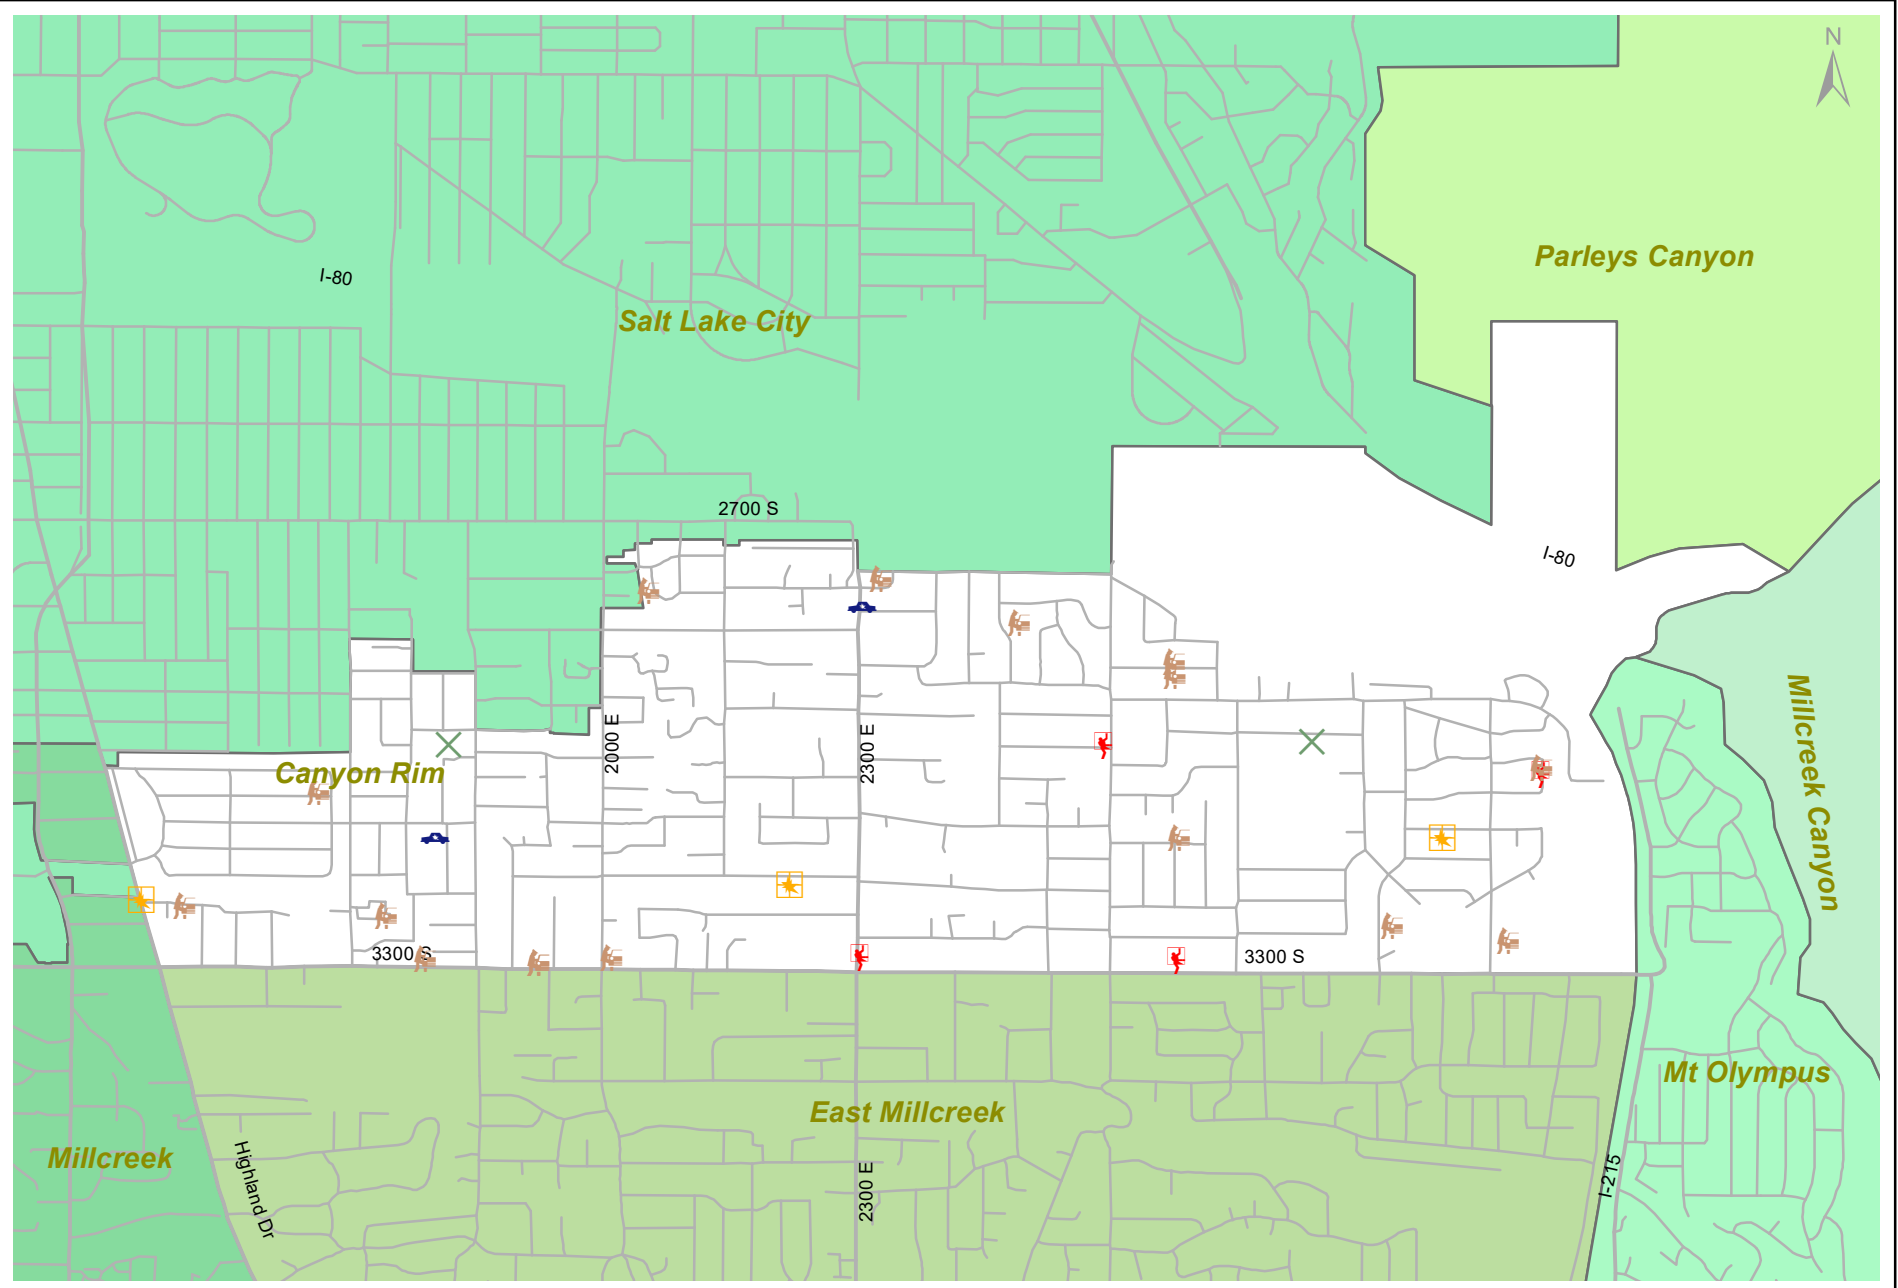 N
Parleys Canyon
I-80
Salt Lake City
2700 S
I-80
Millcreek Canyon
2000 E
2300 E
Canyon Rim
3300 S
3300 S
Mt Olympus
East Millcreek
Millcreek
Highland Dr
2300 E
I-215